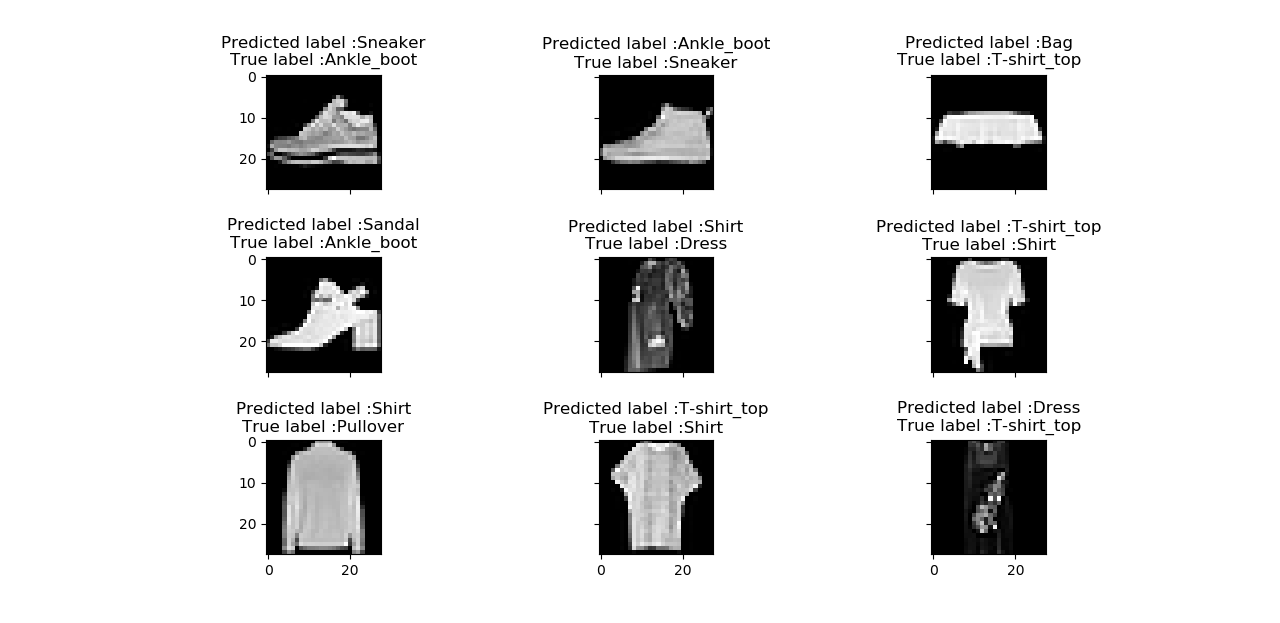 Predicted label :Sneaker
True label :Ankle_boot
Predicted label :Ankle_boot
True label :Sneaker
Predicted label :Bag
True label :T-shirt_top
0
10
20
Predicted label :Sandal
True label :Ankle_boot
Predicted label :Shirt
True label :Dress
Predicted label :T-shirt_top
True label :Shirt
0
10
20
Predicted label :Shirt
True label :Pullover
Predicted label :T-shirt_top
True label :Shirt
Predicted label :Dress
True label :T-shirt_top
0
10
20
0 20
0 20
0 20